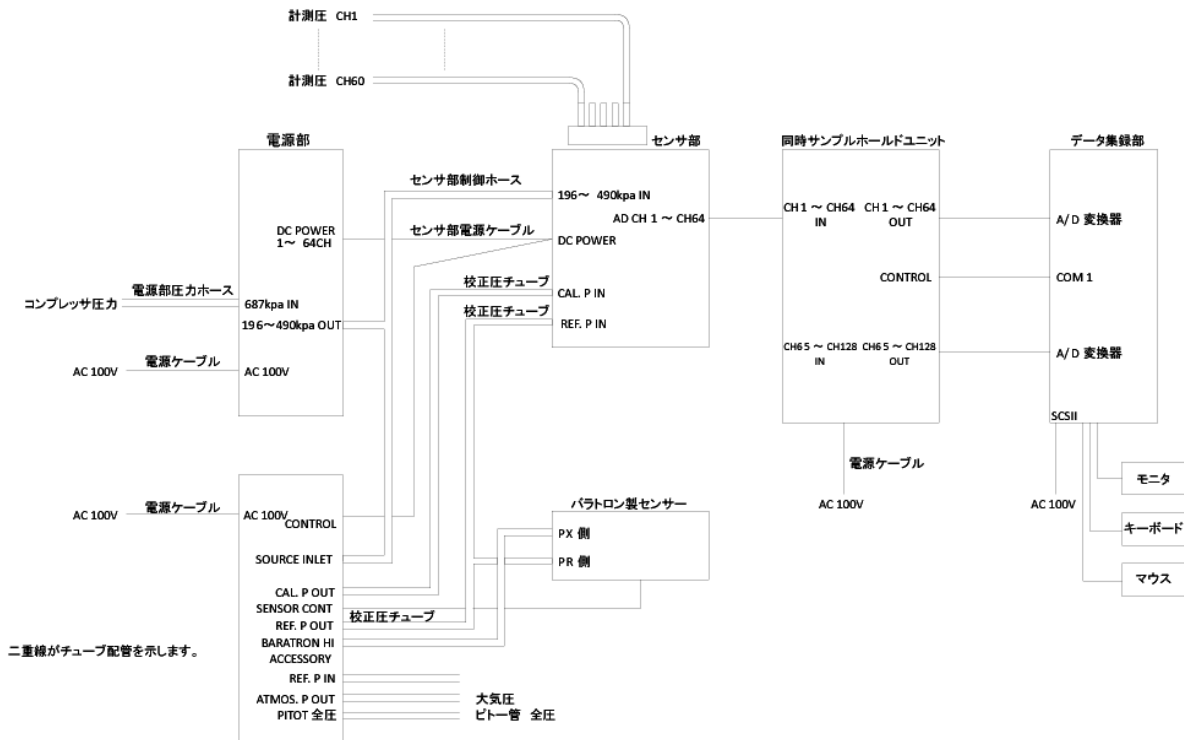 計測圧 CH1
計測圧 CH60
電源部
センサ部
同時サンプルホールドユニット
データ集録部
センサ部制御ホース
196～ 490kpa IN
AD CH 1 ～ CH64
CH 1 ～ CH64
IN
CH 1 ～ CH64
OUT
A/D 変換器
DC POWER
1～ 64CH
センサ部電源ケーブル
DC POWER
CONTROL
COM 1
校正圧チューブ
CAL. P IN
電源部圧力ホース
コンプレッサ圧力
687kpa IN
校正圧チューブ
REF. P IN
196～490kpa OUT
CH65 ～ CH128
IN
CH65 ～ CH128
OUT
A/D 変換器
電源ケーブル
AC 100V
AC 100V
SCSII
電源ケーブル
AC 100V
AC 100V
モニタ
キーボード
マウス
電源ケーブル
AC 100V
AC 100V
CONTROL
バラトロン製センサー
PX 側
PR 側
SOURCE INLET
CAL. P OUT
SENSOR CONT
校正圧チューブ
REF. P OUT
BARATRON HI
ACCESSORY
二重線がチューブ配管を示します。
REF. P IN
ATMOS. P OUT
大気圧
PITOT 全圧
ピトー管 全圧